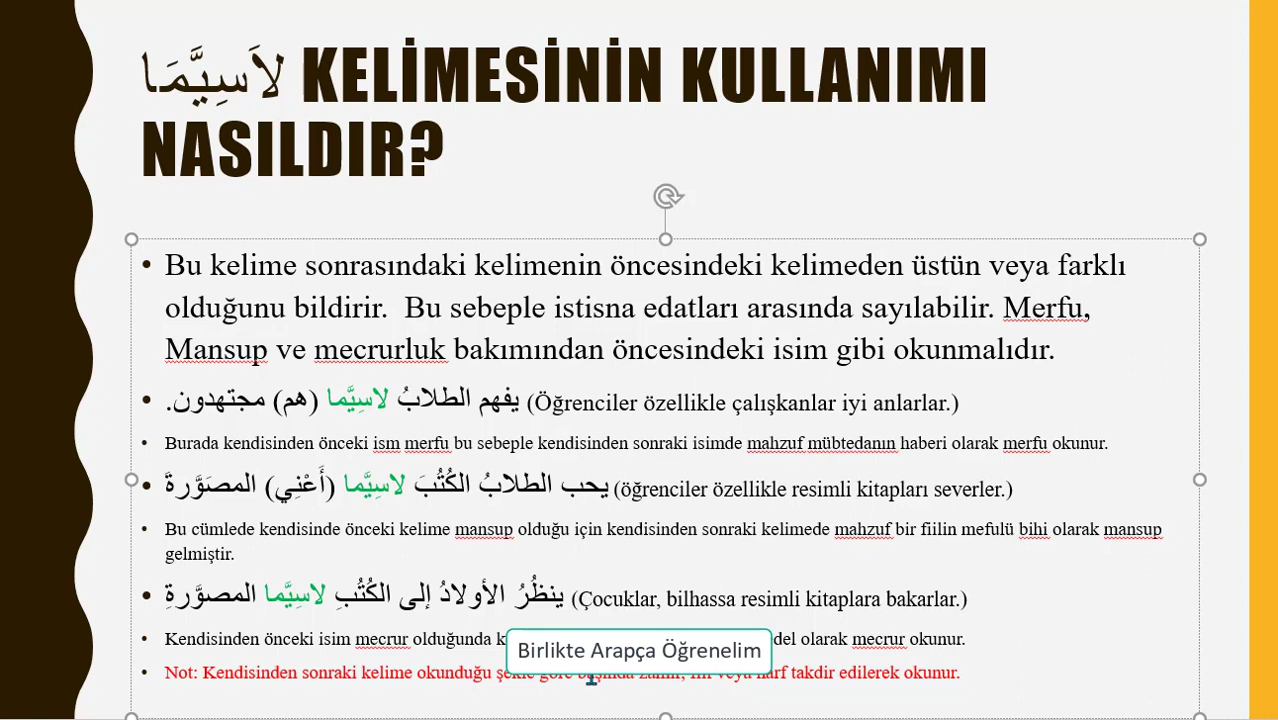 لاَسِيَّمَا KELİMESİNİN KULLANIMI
NASILDIR?
• Bu kelime sonrasındaki kelimenin öncesindeki kelimeden üstün veya farklı
olduğunu bildirir. Bu sebeple istisna edatları arasında sayılabilir. Merfu,
Mansup ve mecrurluk bakımından öncesindeki isim gibi okunmalıdır.
• يفهم الطلابُ لاسِيَّما (هم) مجتهدون. (Öğrenciler özellikle çalışkanlar iyi anlarlar.)
• Burada kendisinden önceki ism merfu bu sebeple kendisinden sonraki isimde mahzuf mübtedanın haberi olarak merfu okunur.
• يحب الطلابُ الكُتُبَ لاسِيَّما (أَعْنِي) المصَوَّرةَ (öğrenciler özellikle resimli kitapları severler.)
• Bu cümlede kendisinde önceki kelime mansup olduğu için kendisinden sonraki kelimede mahzuf bir fiilin mefulü bihi olarak mansup
gelmiştir.
• ينظُرُ الأولادُ إلى الكُتُبِ لاسِيَّما المصوَّرةِ (Çocuklar, bilhassa resimli kitaplara bakarlar.)
• Kendisinden önceki isim mecrur olduğunda olarak mecrur okunur.
Birlikte Arapça Öğrenelim
• Not: Kendisinden sonraki kelime okunduğu şekle göre başında zamir, fiil veya harf takdir edilerek okunur.